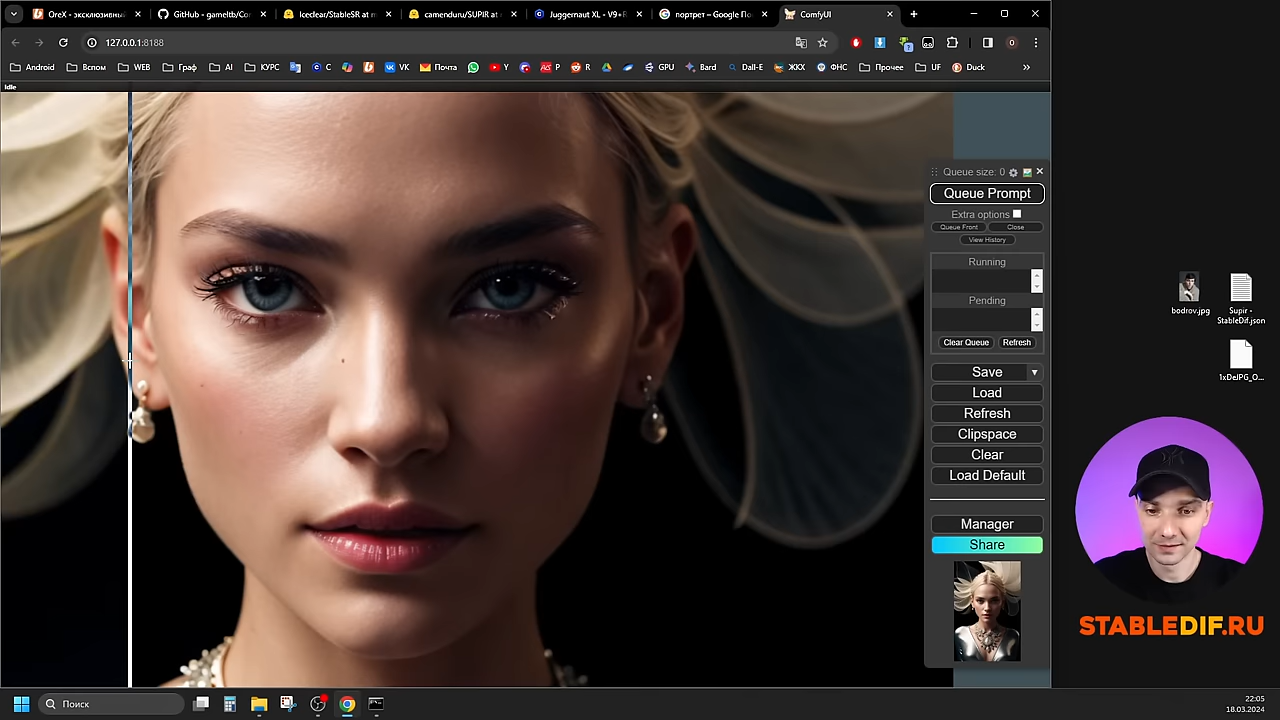 OreX - эксклюзивны
GitHub - gameltb/Com
Iceclear/StableSR at m
camenduru/SUPIR at m
Juggernaut XL - V9+R
портрет – Google По
ComfyUI
127.0.0.1:8188
Android
Вспом
WEB
Граф
AI
КУРС
C
VK
Почта
Y
P
R
GPU
Bard
Dall-E
ЖКХ
ФНС
Прочее
UF
Duck
»
Idle
Queue size: 0
Queue Prompt
Extra options
Queue Front
Close
View History
Running
Pending
Clear Queue
Refresh
Save
Load
Refresh
Clipspace
Clear
Load Default
Manager
Share
bodrov.jpg
Supir -
StableDif.json
1xDeJPG_O...
STABLEDIF.RU
Поиск
22:05
18.03.2024